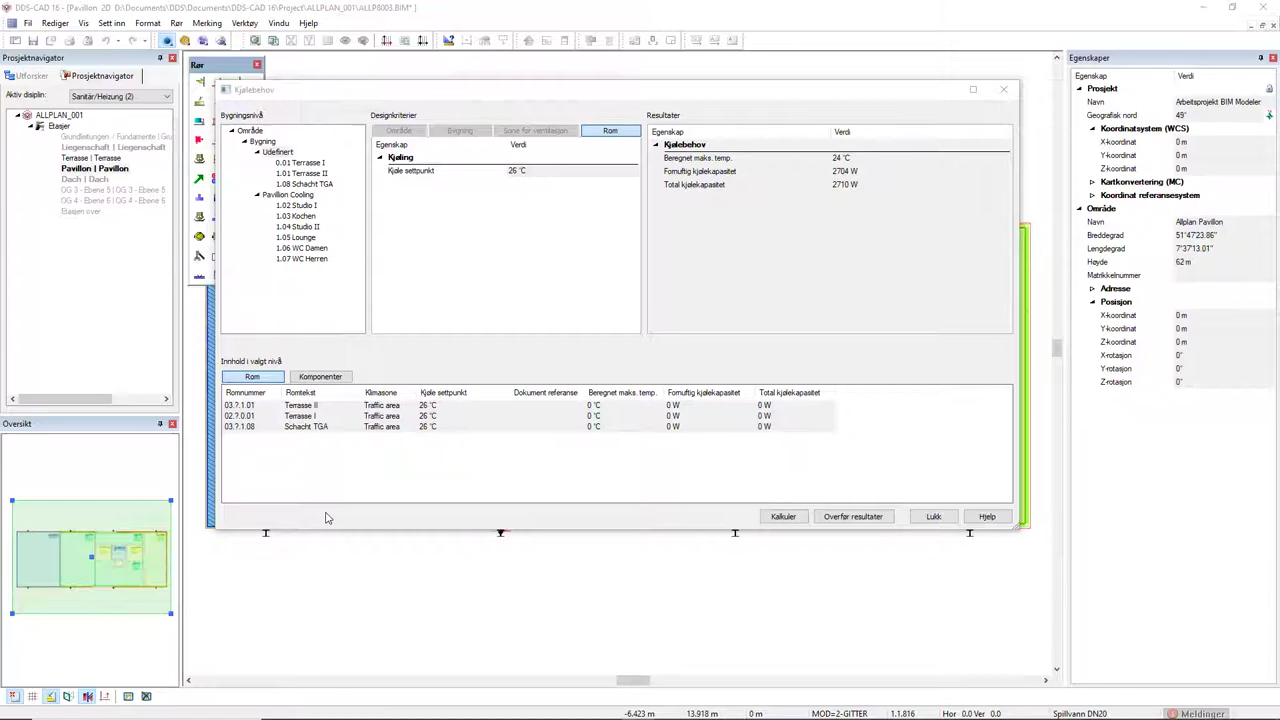 DDS-CAD 16 - [Pavillon 2D D:\Documents\DDS\Documents\DDS-CAD 16\Project\ALLPLAN_001\ALLP8003.BIM* ]
Fil Rediger Vis Sett inn Format Rør Merking Verktøy Vindu Hjelp
Prosjektnavigator
Utforsker Prosjektnavigator
Aktiv disiplin: Sanitär/Heizung (2)
ALLPLAN_001
Etasjer
Grundleitungen / Fundamente | Gru
Liegenschaft | Liegenschaft
Terrasse | Terrasse
Pavillon | Pavillon
Dach | Dach
OG 3 - Ebene 5 | OG 3 - Ebene 5
OG 4 - Ebene 6 | OG 4 - Ebene 6
Etasjen over
Oversikt
Rør
Kjølebehov
Bygningsnivå
Område
Bygning
Udefinert
0.01 Terrasse I
1.01 Terrasse II
1.08 Schacht TGA
Pavillon Cooling
1.02 Studio I
1.03 Kochen
1.04 Studio II
1.05 Lounge
1.06 WC Damen
1.07 WC Herren
Designkriterier
Område Bygning Sone for ventilasjon Rom
Egenskap Verdi
Kjøling
Kjøle settpunkt 26 °C
Resultater
Egenskap Verdi
Kjølebehov
Beregnet maks. temp. 24 °C
Fornuftig kjølekapasitet 2704 W
Total kjølekapasitet 2710 W
Innhold i valgt nivå
Rom Komponenter
Romnummer Romtekst Klimasone Kjøle settpunkt Dokument referanse Beregnet maks. temp. Fornuftig kjølekapasitet Total kjølekapasitet
03.?.1.01 Terrasse II Traffic area 26 °C 0 °C 0 W 0 W
02.?.0.01 Terrasse I Traffic area 26 °C 0 °C 0 W 0 W
03.?.1.08 Schacht TGA Traffic area 26 °C 0 °C 0 W 0 W
Kalkuler Overfør resultater Lukk Hjelp
Egenskaper
Egenskap Verdi
Prosjekt
Navn Arbeitsprojekt BIM Modeler
Geografisk nord 49°
Koordinatsystem (WCS)
X-koordinat 0 m
Y-koordinat 0 m
Z-koordinat 0 m
Kartkonvertering (MC)
Koordinat referansesystem
Område
Navn Allplan Pavillon
Breddegrad 51°47'23.86"
Lengdegrad 7°37'13.01"
Høyde 62 m
Matrikkelnummer
Adresse
Posisjon
X-koordinat 0 m
Y-koordinat 0 m
Z-koordinat 0 m
X-rotasjon 0°
Y-rotasjon 0°
Z-rotasjon 0°
-6.423 m 13.918 m 0 m MOD=2-GITTER 1.1.816 Hor 0.0 Ver 0.0 Spillvann DN20 Meldinger